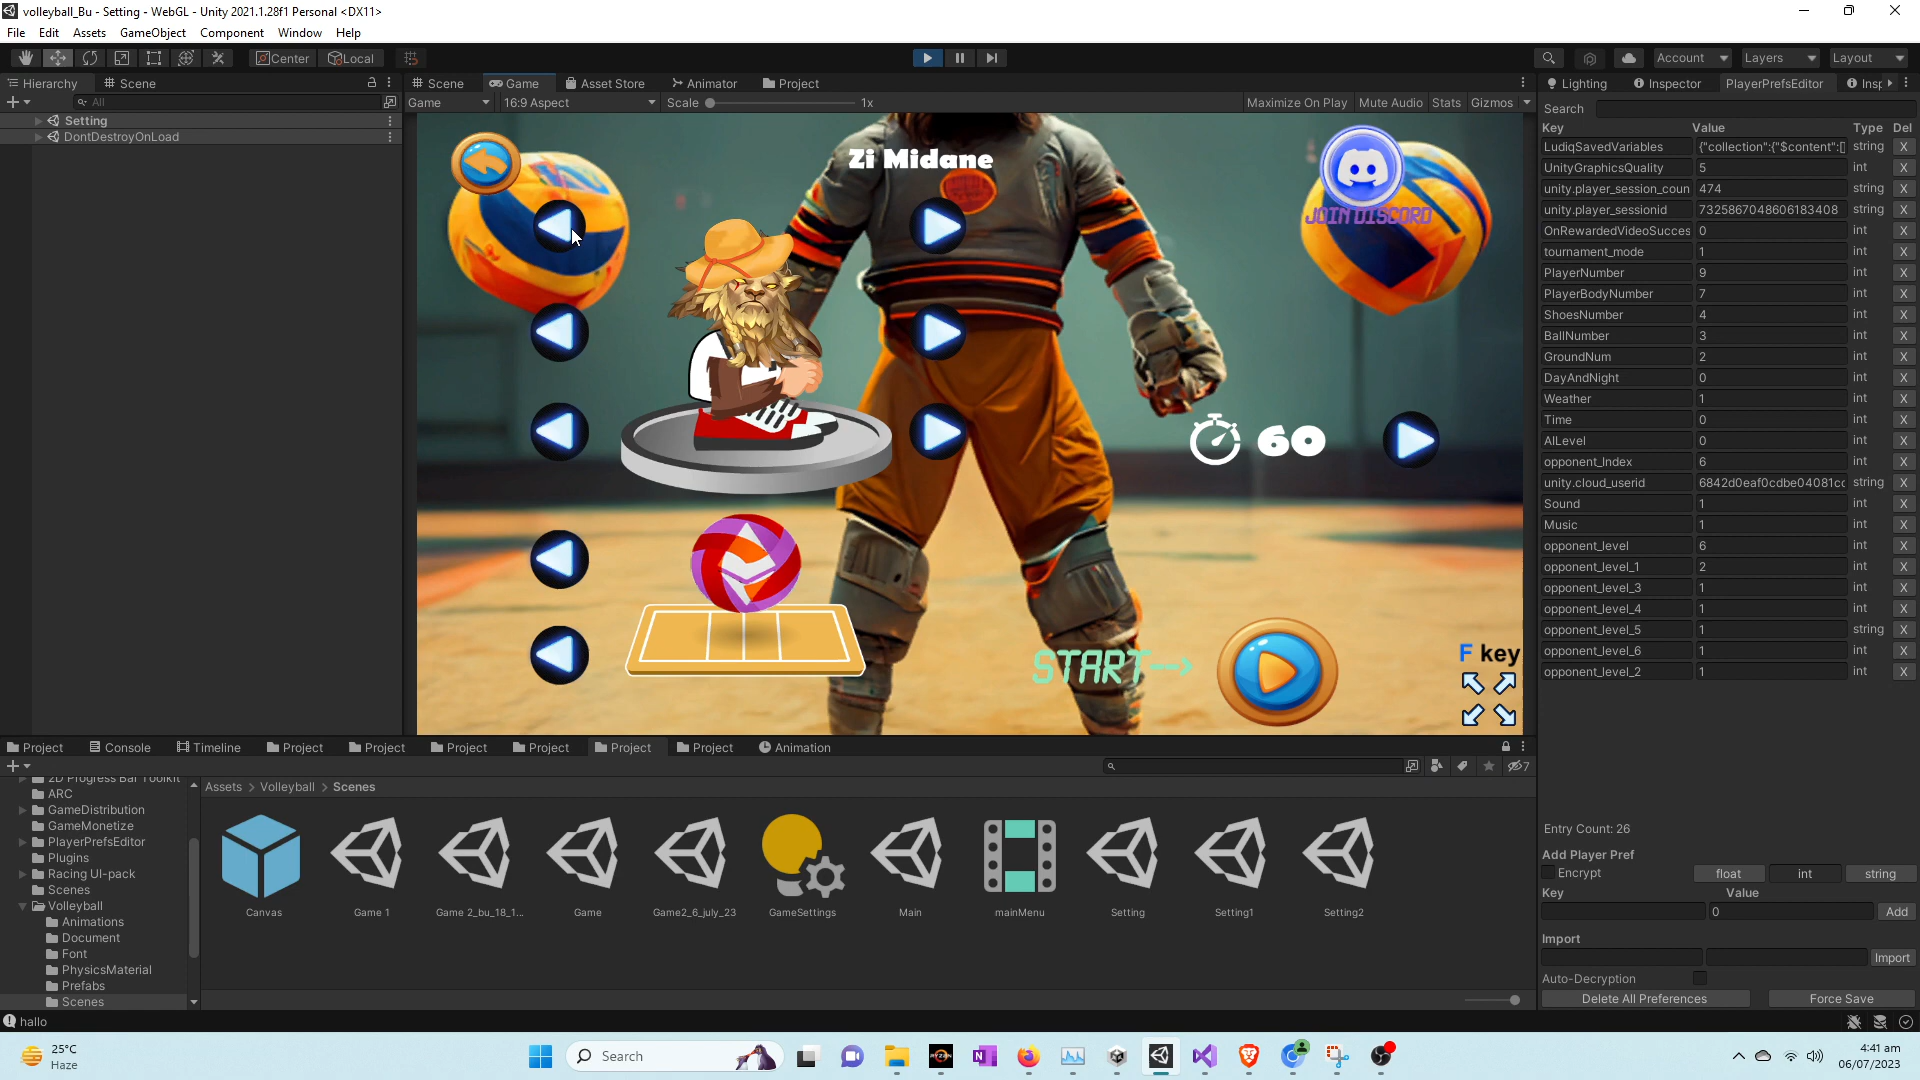 volleyball_Bu - Setting - WebGL - Unity 2021.1.28f1 Personal <DX11>
File Edit Assets GameObject Component Window Help
Center Local Account Layers Layout
Hierarchy Scene
All
Setting
DontDestroyOnLoad
Scene Game Asset Store Animator Project
Game 16:9 Aspect Scale 1x Maximize On Play Mute Audio Stats Gizmos
Zi Midane
JOIN DISCORD
60
START-->
F key
Lighting Inspector PlayerPrefsEditor Insp
Search
Key Value Type Del
LudiqSavedVariables {"collection":{"$content":[] string X
UnityGraphicsQuality 5 int X
unity.player_session_coun 474 string X
unity.player_sessionid 7325867048606183408 string X
OnRewardedVideoSucces 0 int X
tournament_mode 1 int X
PlayerNumber 9 int X
PlayerBodyNumber 7 int X
ShoesNumber 4 int X
BallNumber 3 int X
GroundNum 2 int X
DayAndNight 0 int X
Weather 1 int X
Time 0 int X
AILevel 0 int X
opponent_Index 6 int X
unity.cloud_userid 6842d0eaf0cdbe04081cc string X
Sound 1 int X
Music 1 int X
opponent_level 6 int X
opponent_level_1 2 int X
opponent_level_3 1 int X
opponent_level_4 1 int X
opponent_level_5 1 string X
opponent_level_6 1 int X
opponent_level_2 1 int X
Entry Count: 26
Add Player Pref
Encrypt float int string
Key Value
0 Add
Import
Import
Auto-Decryption
Delete All Preferences Force Save
Project Console Timeline Project Project Project Project Project Project Animation
7
2D Progress Bar Toolkit
ARC
GameDistribution
GameMonetize
PlayerPrefsEditor
Plugins
Racing UI-pack
Scenes
Volleyball
Animations
Document
Font
PhysicsMaterial
Prefabs
Scenes
Assets > Volleyball > Scenes
Canvas Game 1 Game 2_bu_18_1... Game Game2_6_july_23 GameSettings Main mainMenu Setting Setting1 Setting2
hallo
25°C
Haze
Search
RYZEN
4:41 am
06/07/2023